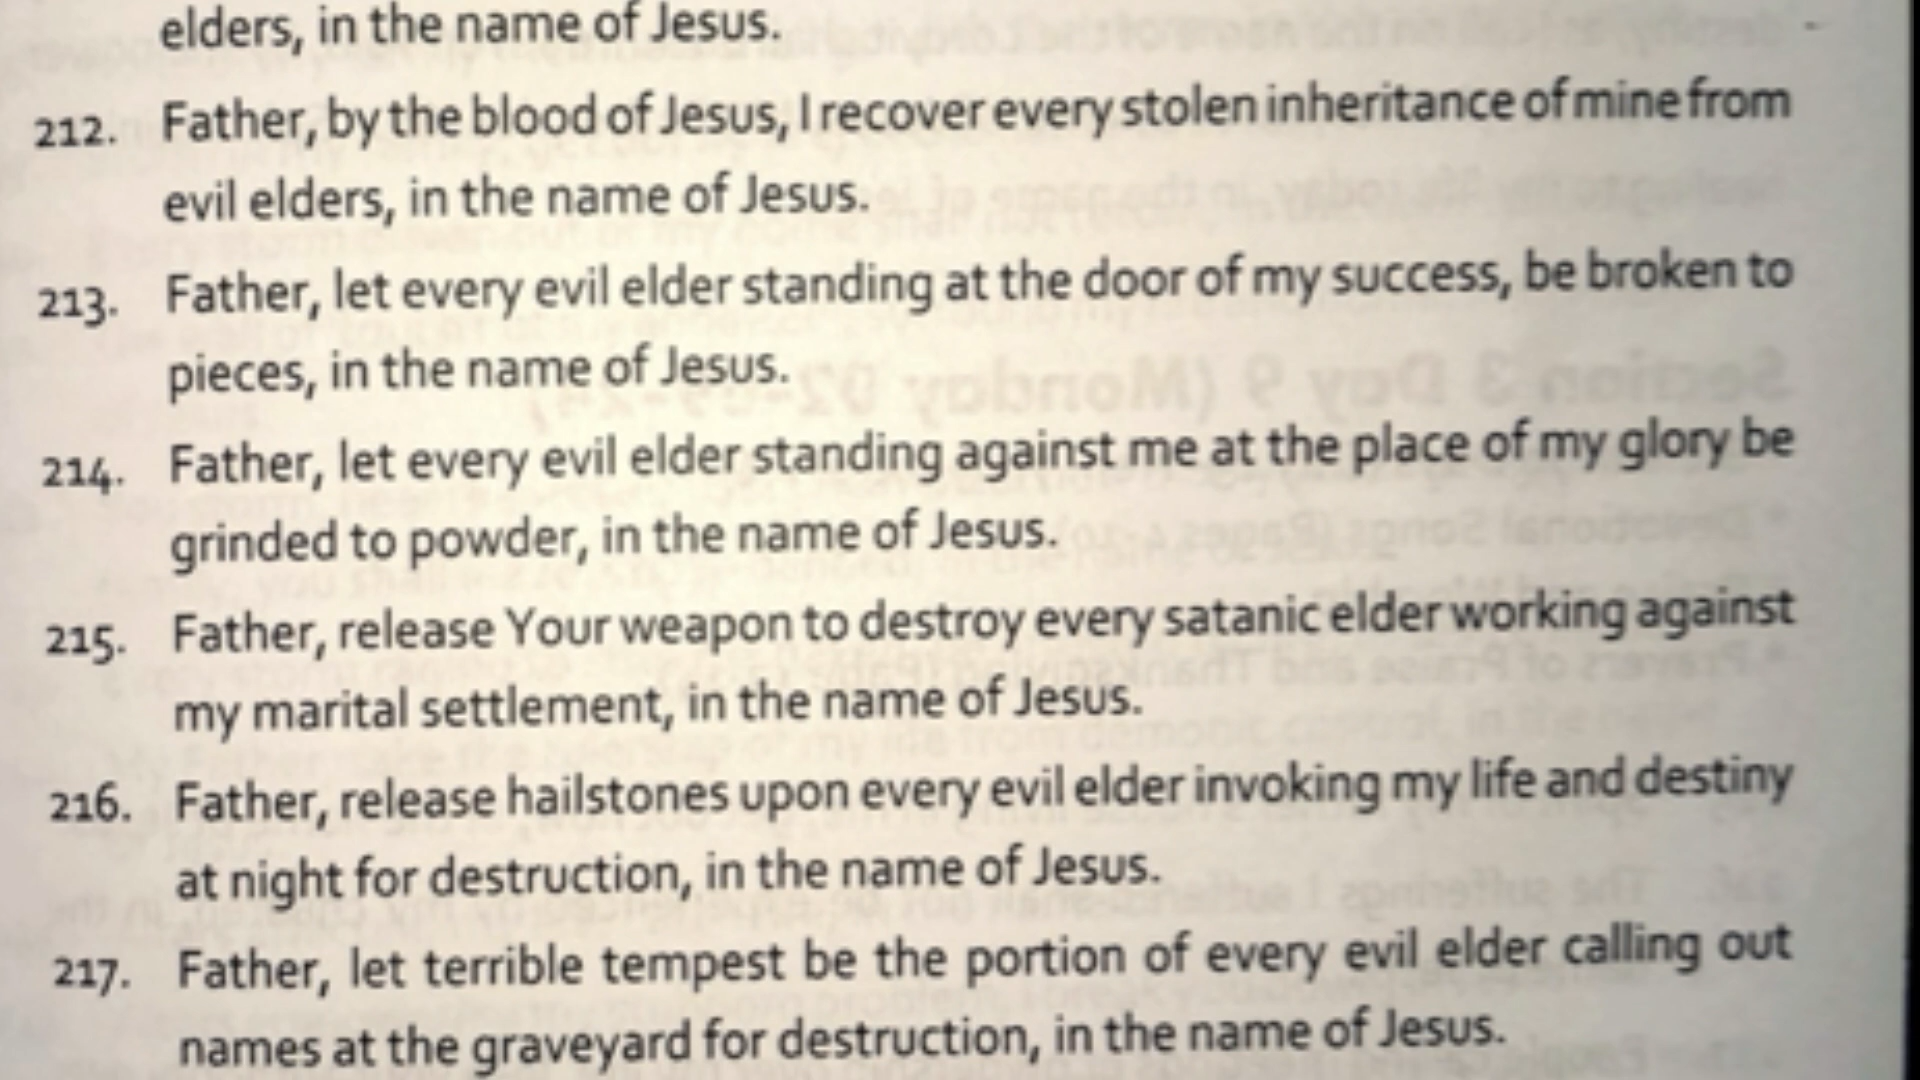 elders, in the name of Jesus.
212. Father, by the blood of Jesus, I recover every stolen inheritance of mine from
evil elders, in the name of Jesus.
213. Father, let every evil elder standing at the door of my success, be broken to
pieces, in the name of Jesus.
214. Father, let every evil elder standing against me at the place of my glory be
grinded to powder, in the name of Jesus.
215. Father, release Your weapon to destroy every satanic elder working against
my marital settlement, in the name of Jesus.
216. Father, release hailstones upon every evil elder invoking my life and destiny
at night for destruction, in the name of Jesus.
217. Father, let terrible tempest be the portion of every evil elder calling out
names at the graveyard for destruction, in the name of Jesus.